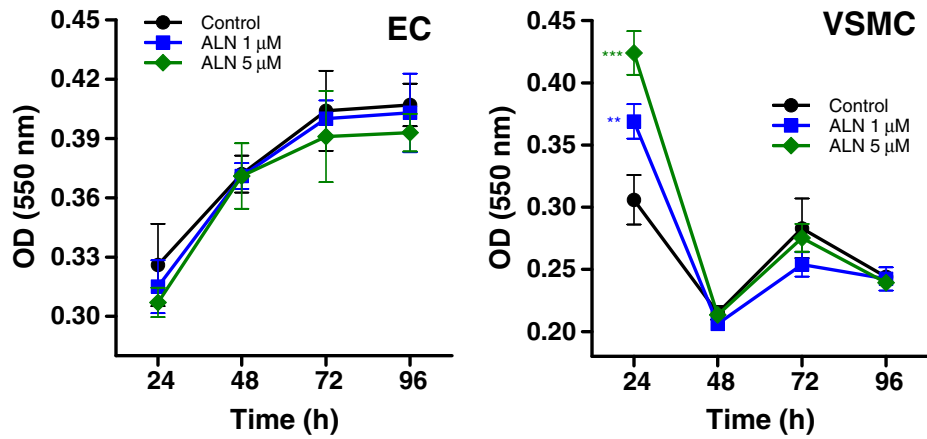 EC
Control
ALN 1 μM
ALN 5 μM
OD (550 nm)
0.45
0.42
0.39
0.36
0.33
0.30
24 48 72 96
Time (h)
VSMC
Control
ALN 1 μM
ALN 5 μM
OD (550 nm)
0.45
0.40
0.35
0.30
0.25
0.20
***
**
24 48 72 96
Time (h)